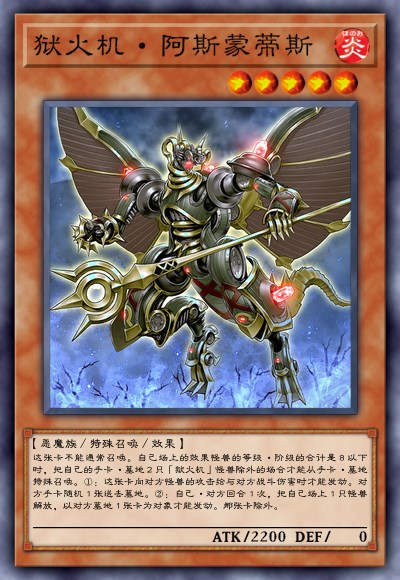 狱火机·阿斯蒙蒂斯
炎
ほのお
【恶魔族/特殊召唤/效果】
这张卡不能通常召唤。自己场上的效果怪兽的等级·阶级的合计是8以下
时，把自己的手卡·墓地2只「狱火机」怪兽除外的场合才能从手卡·墓地
特殊召唤。①：这张卡向对方怪兽的攻击给与对方战斗伤害时才能发动。对
方手卡随机1张送去墓地。②：自己·对方回合1次，把自己场上1只怪兽
解放，以对方墓地1张卡为对象才能发动。那张卡除外。
ATK/2200 DEF/ 0